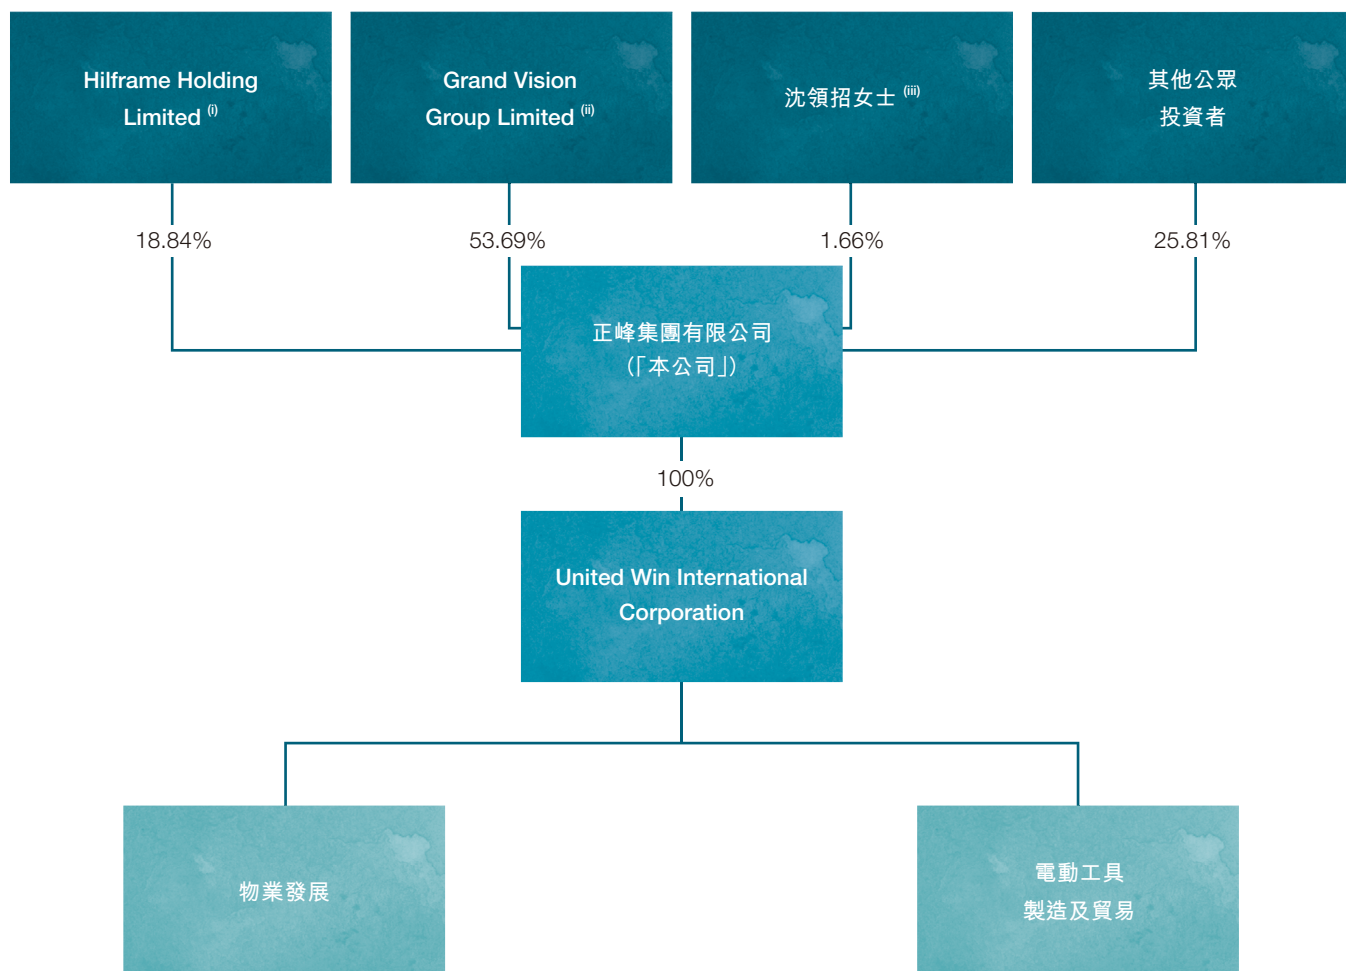 Hilframe Holding
Limited (i)
Grand Vision
Group Limited (ii)
沈領招女士 (iii)
其他公眾
投資者
18.84%
53.69%
1.66%
25.81%
正峰集團有限公司
(「本公司」)
100%
United Win International
Corporation
物業發展
電動工具
製造及貿易